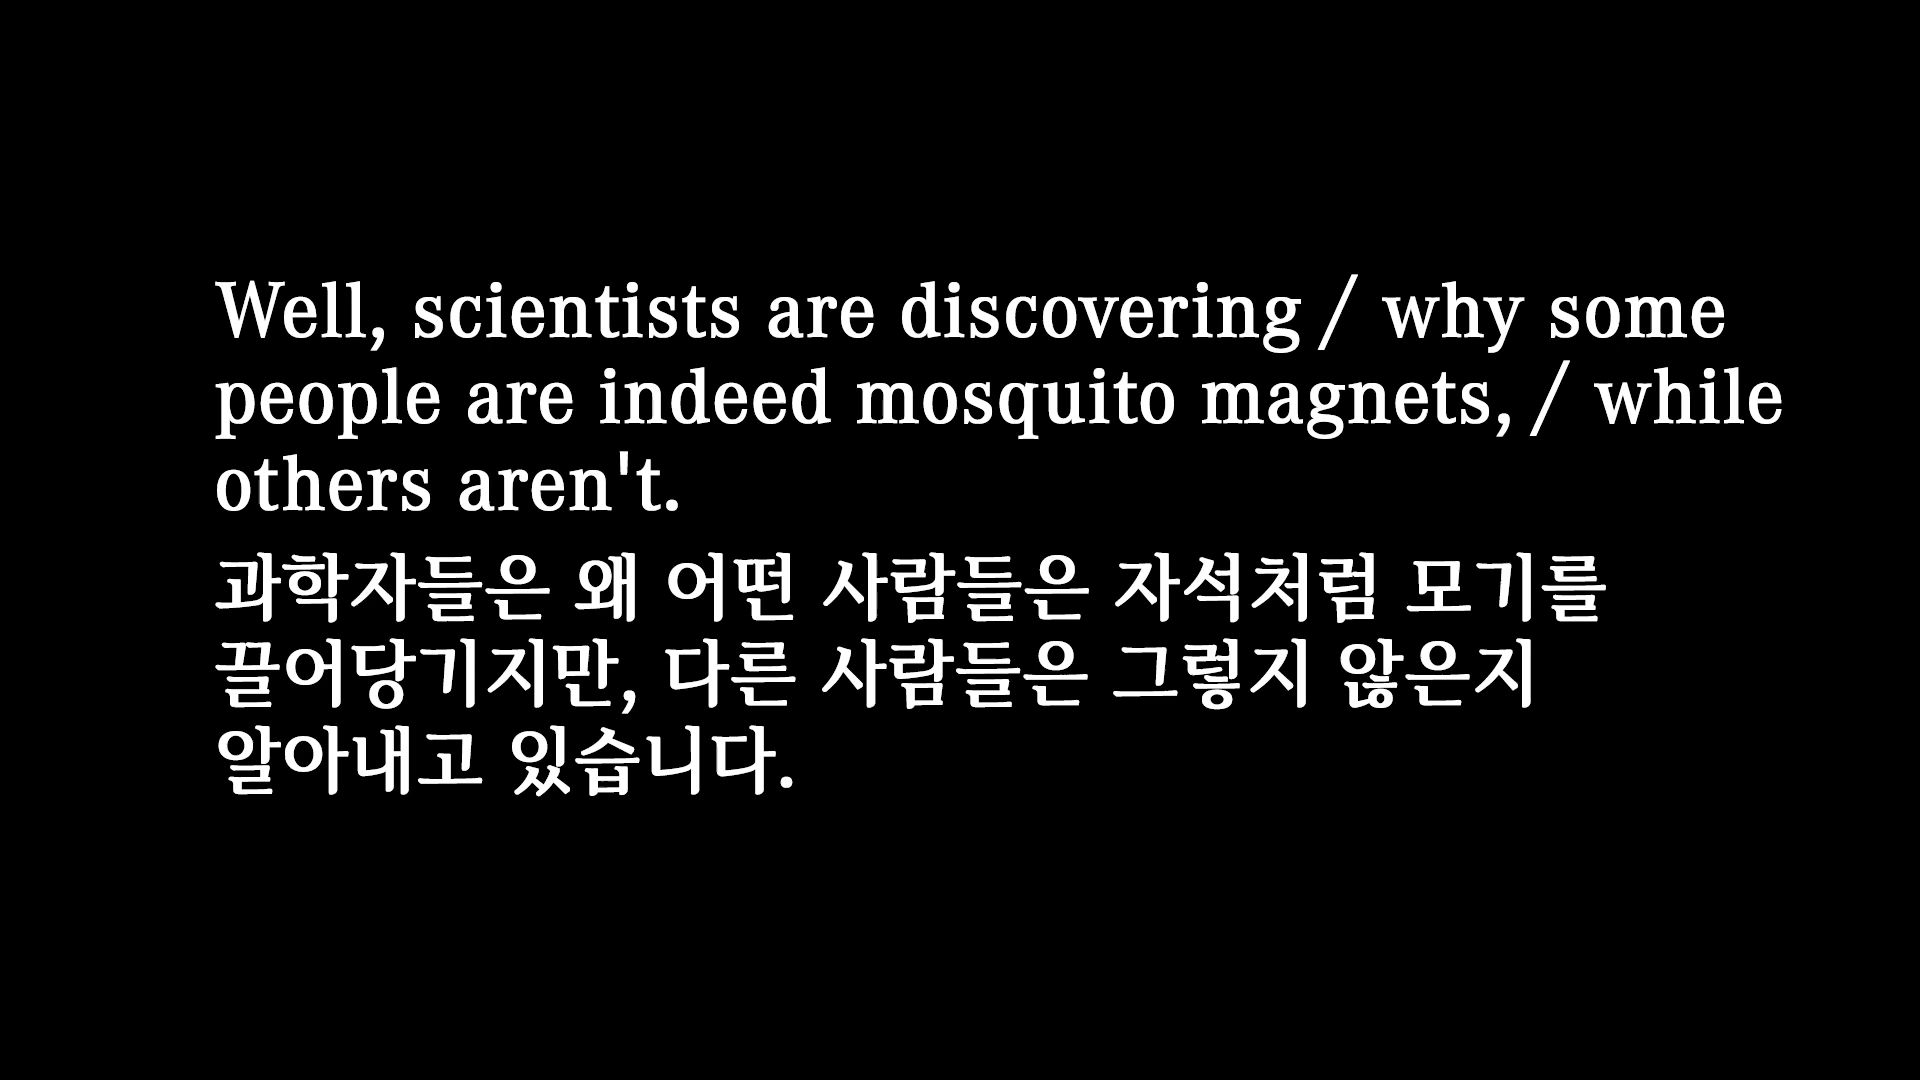 Well, scientists are discovering / why some
people are indeed mosquito magnets, / while
others aren't.
과학자들은 왜 어떤 사람들은 자석처럼 모기를
끌어당기지만, 다른 사람들은 그렇지 않은지
알아내고 있습니다.